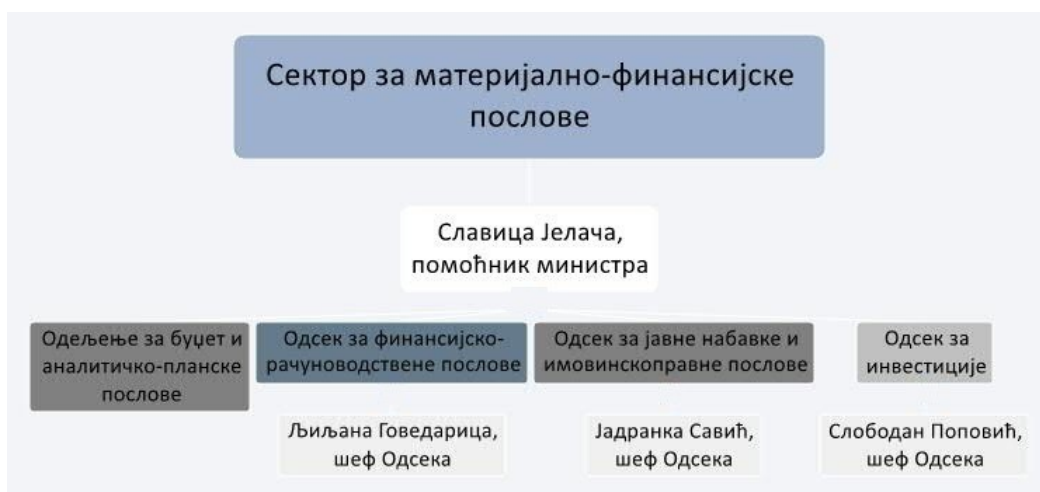 Сектор за материјално-финансијске
послове
Славица Јелача,
помоћник министра
Одељење за буџет и
аналитичко-планске
послове
Одсек за финансијско-
рачуноводствене послове
Одсек за јавне набавке и
имовинскоправне послове
Одсек за
инвестиције
Љиљана Говедарица,
шеф Одсека
Јадранка Савић,
шеф Одсека
Слободан Поповић,
шеф Одсека